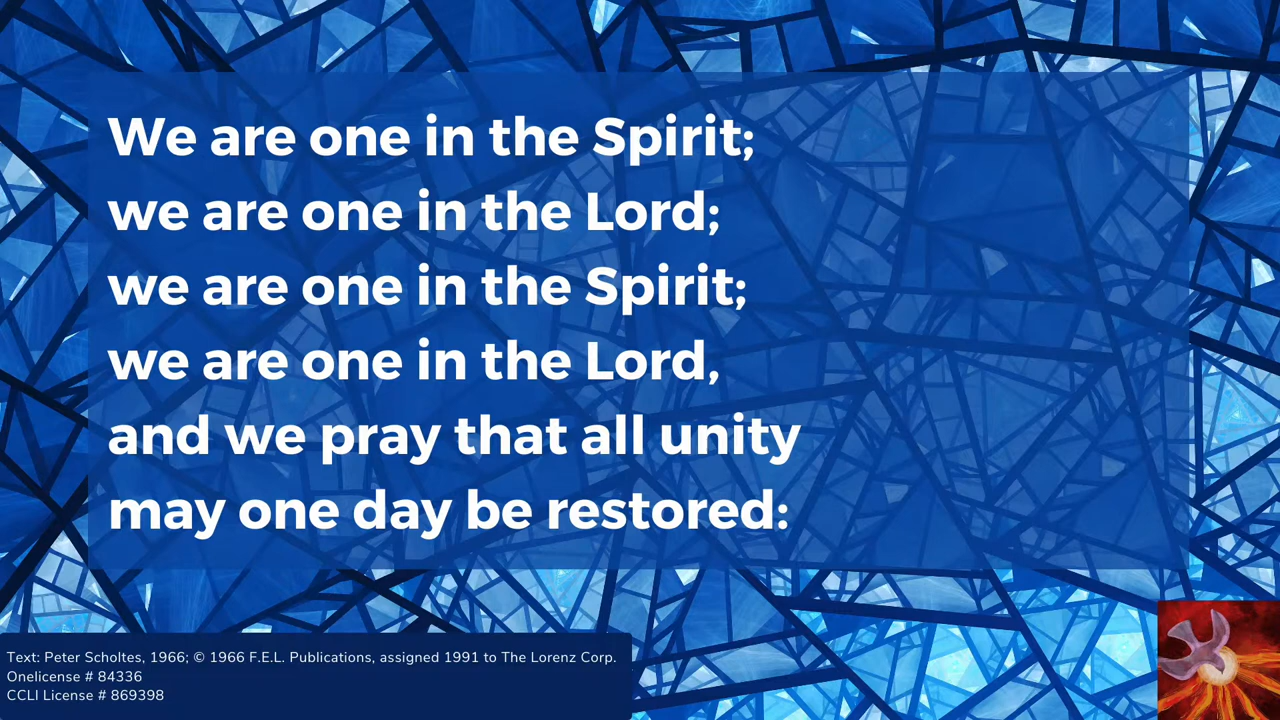 We are one in the Spirit;
we are one in the Lord;
we are one in the Spirit;
we are one in the Lord,
and we pray that all unity
may one day be restored:
Text: Peter Scholtes, 1966; © 1966 F.E.L. Publications, assigned 1991 to The Lorenz Corp.
Onelicense # 84336
CCLI License # 869398